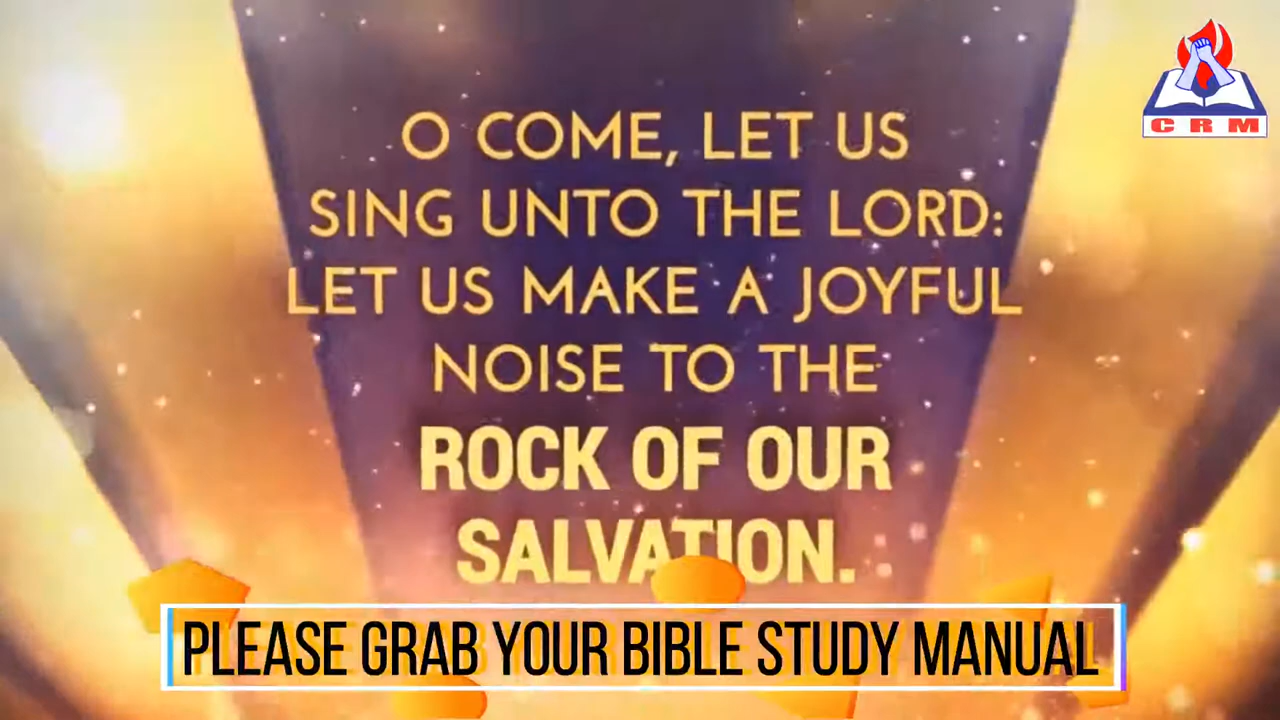 O COME, LET US
SING UNTO THE LORD:
LET US MAKE A JOYFUL
NOISE TO THE
ROCK OF OUR
SALVATION.
PLEASE GRAB YOUR BIBLE STUDY MANUAL
CRM